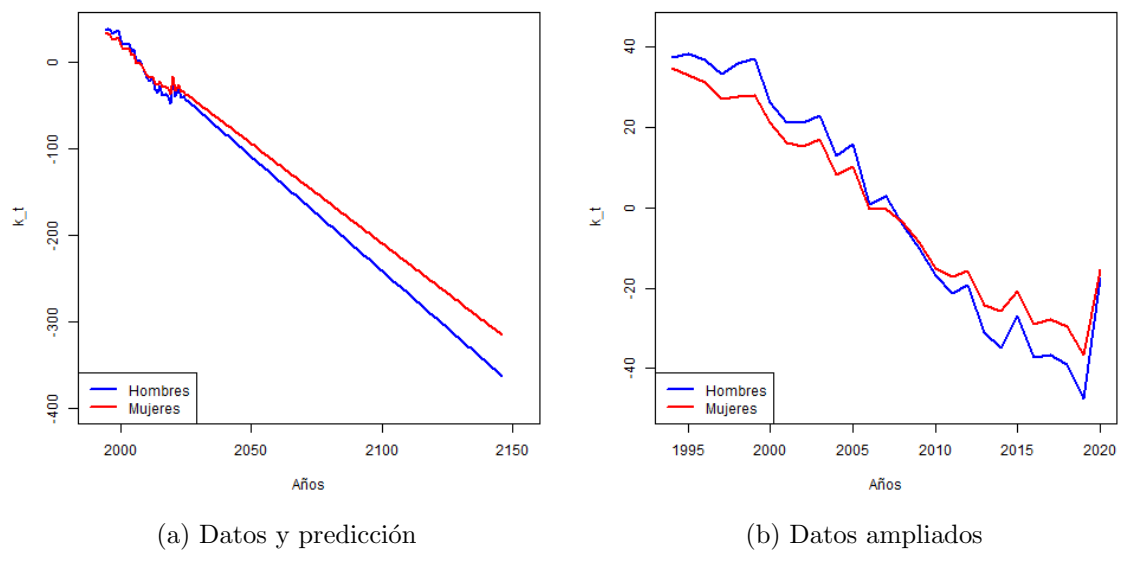 0
-100
-200
-300
-400
k_t
Hombres
Mujeres
2000 2050 2100 2150
Años
(a) Datos y predicción
40
20
0
-20
-40
k_t
Hombres
Mujeres
1995 2000 2005 2010 2015 2020
Años
(b) Datos ampliados